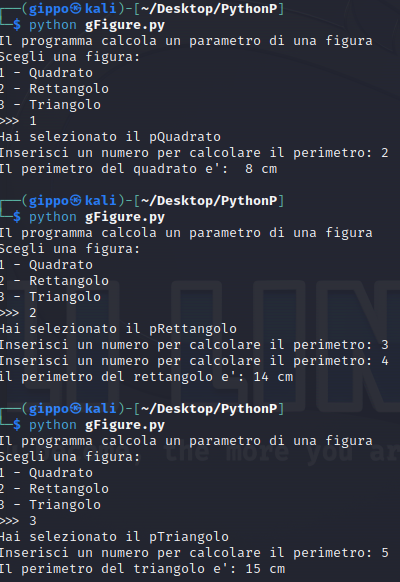 (gippo㉿kali)-[~/Desktop/PythonP]
$ python gFigure.py
Il programma calcola un parametro di una figura
Scegli una figura:
1 - Quadrato
2 - Rettangolo
3 - Triangolo
>>> 1
Hai selezionato il pQuadrato
Inserisci un numero per calcolare il perimetro: 2
Il perimetro del quadrato e':  8 cm
(gippo㉿kali)-[~/Desktop/PythonP]
$ python gFigure.py
Il programma calcola un parametro di una figura
Scegli una figura:
1 - Quadrato
2 - Rettangolo
3 - Triangolo
>>> 2
Hai selezionato il pRettangolo
Inserisci un numero per calcolare il perimetro: 3
Inserisci un numero per calcolare il perimetro: 4
il perimetro del rettangolo e': 14 cm
(gippo㉿kali)-[~/Desktop/PythonP]
$ python gFigure.py
Il programma calcola un parametro di una figura
Scegli una figura:
1 - Quadrato
2 - Rettangolo
3 - Triangolo
>>> 3
Hai selezionato il pTriangolo
Inserisci un numero per calcolare il perimetro: 5
Il perimetro del triangolo e': 15 cm
the more you